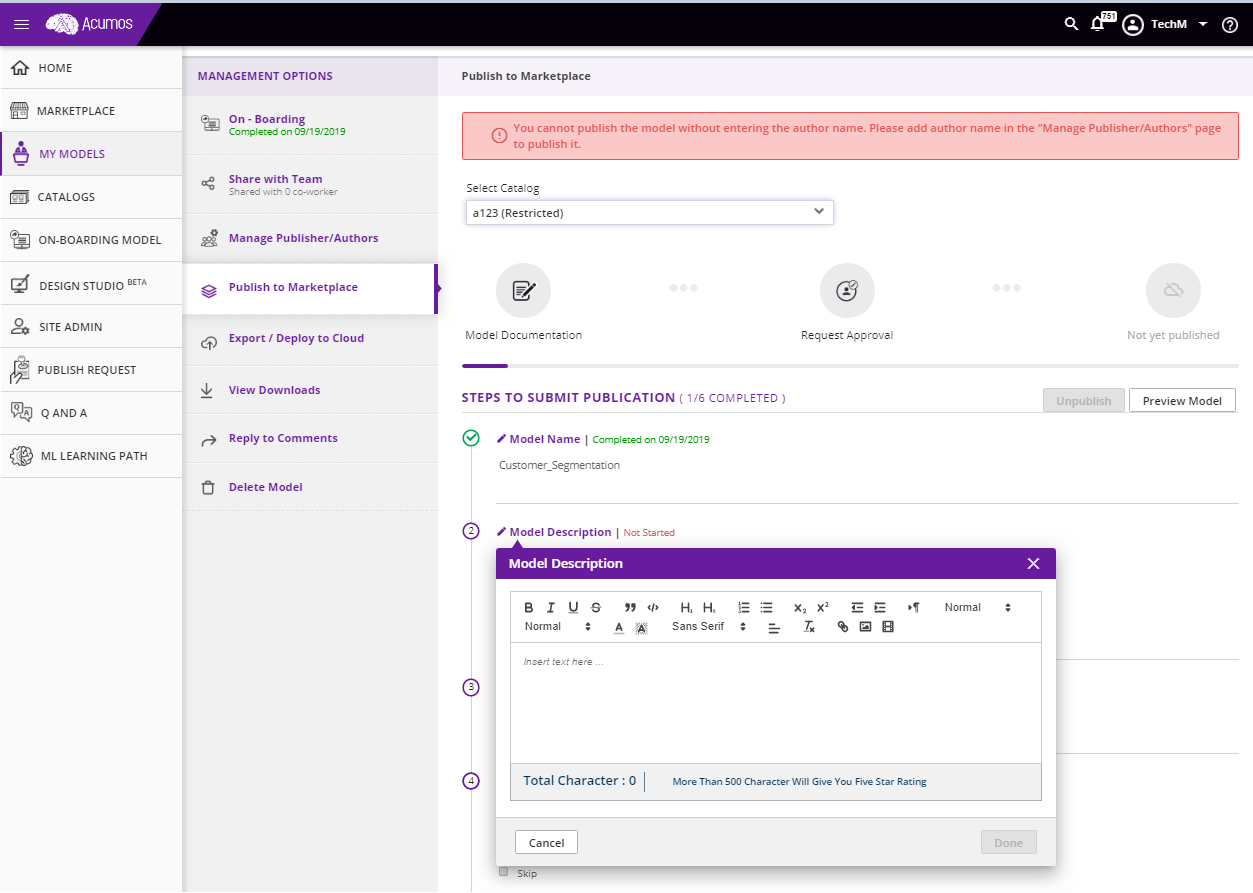 Acumos
751
TechM
HOME
MARKETPLACE
MY MODELS
CATALOGS
ON-BOARDING MODEL
DESIGN STUDIO BETA
SITE ADMIN
PUBLISH REQUEST
Q AND A
ML LEARNING PATH
MANAGEMENT OPTIONS
On - Boarding
Completed on 09/19/2019
Share with Team
Shared with 0 co-worker
Manage Publisher/Authors
Publish to Marketplace
Export / Deploy to Cloud
View Downloads
Reply to Comments
Delete Model
Publish to Marketplace
You cannot publish the model without entering the author name. Please add author name in the "Manage Publisher/Authors" page
to publish it.
Select Catalog
a123 (Restricted)
Model Documentation
Request Approval
Not yet published
STEPS TO SUBMIT PUBLICATION ( 1/6 COMPLETED )
Unpublish
Preview Model
Model Name | Completed on 09/19/2019
Customer_Segmentation
2
Model Description | Not Started
Model Description
B I U S H1 H2 x2 x2 Normal
Normal A A Sans Serif Tx
Insert text here ...
3
4
Total Character : 0
More Than 500 Character Will Give You Five Star Rating
Cancel
Done
Skip